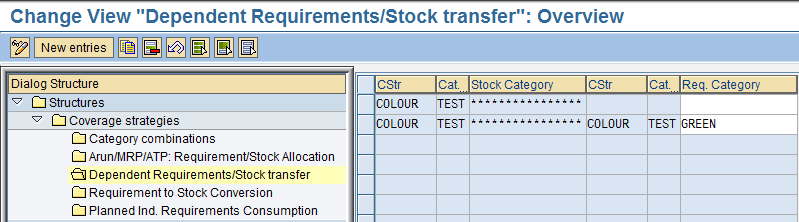 Change View "Dependent Requirements/Stock transfer": Overview
New entries
Dialog Structure
Structures
Coverage strategies
Category combinations
Arun/MRP/ATP: Requirement/Stock Allocation
Dependent Requirements/Stock transfer
Requirement to Stock Conversion
Planned Ind. Requirements Consumption
CStr Cat... Stock Category CStr Cat... Req. Category
COLOUR TEST ****************
COLOUR TEST **************** COLOUR TEST GREEN